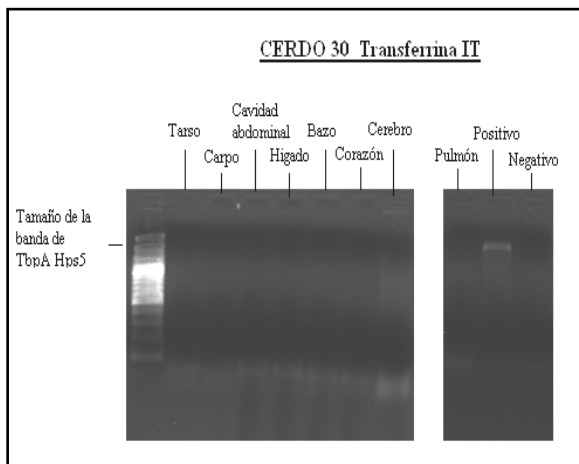 CERDO 30 Transferrina IT
Cavidad
Tarso abdominal Bazo Cerebro Positivo
Carpo Higado Corazón Pulmón Negativo
Tamaño de la
banda de
TbpA Hps5